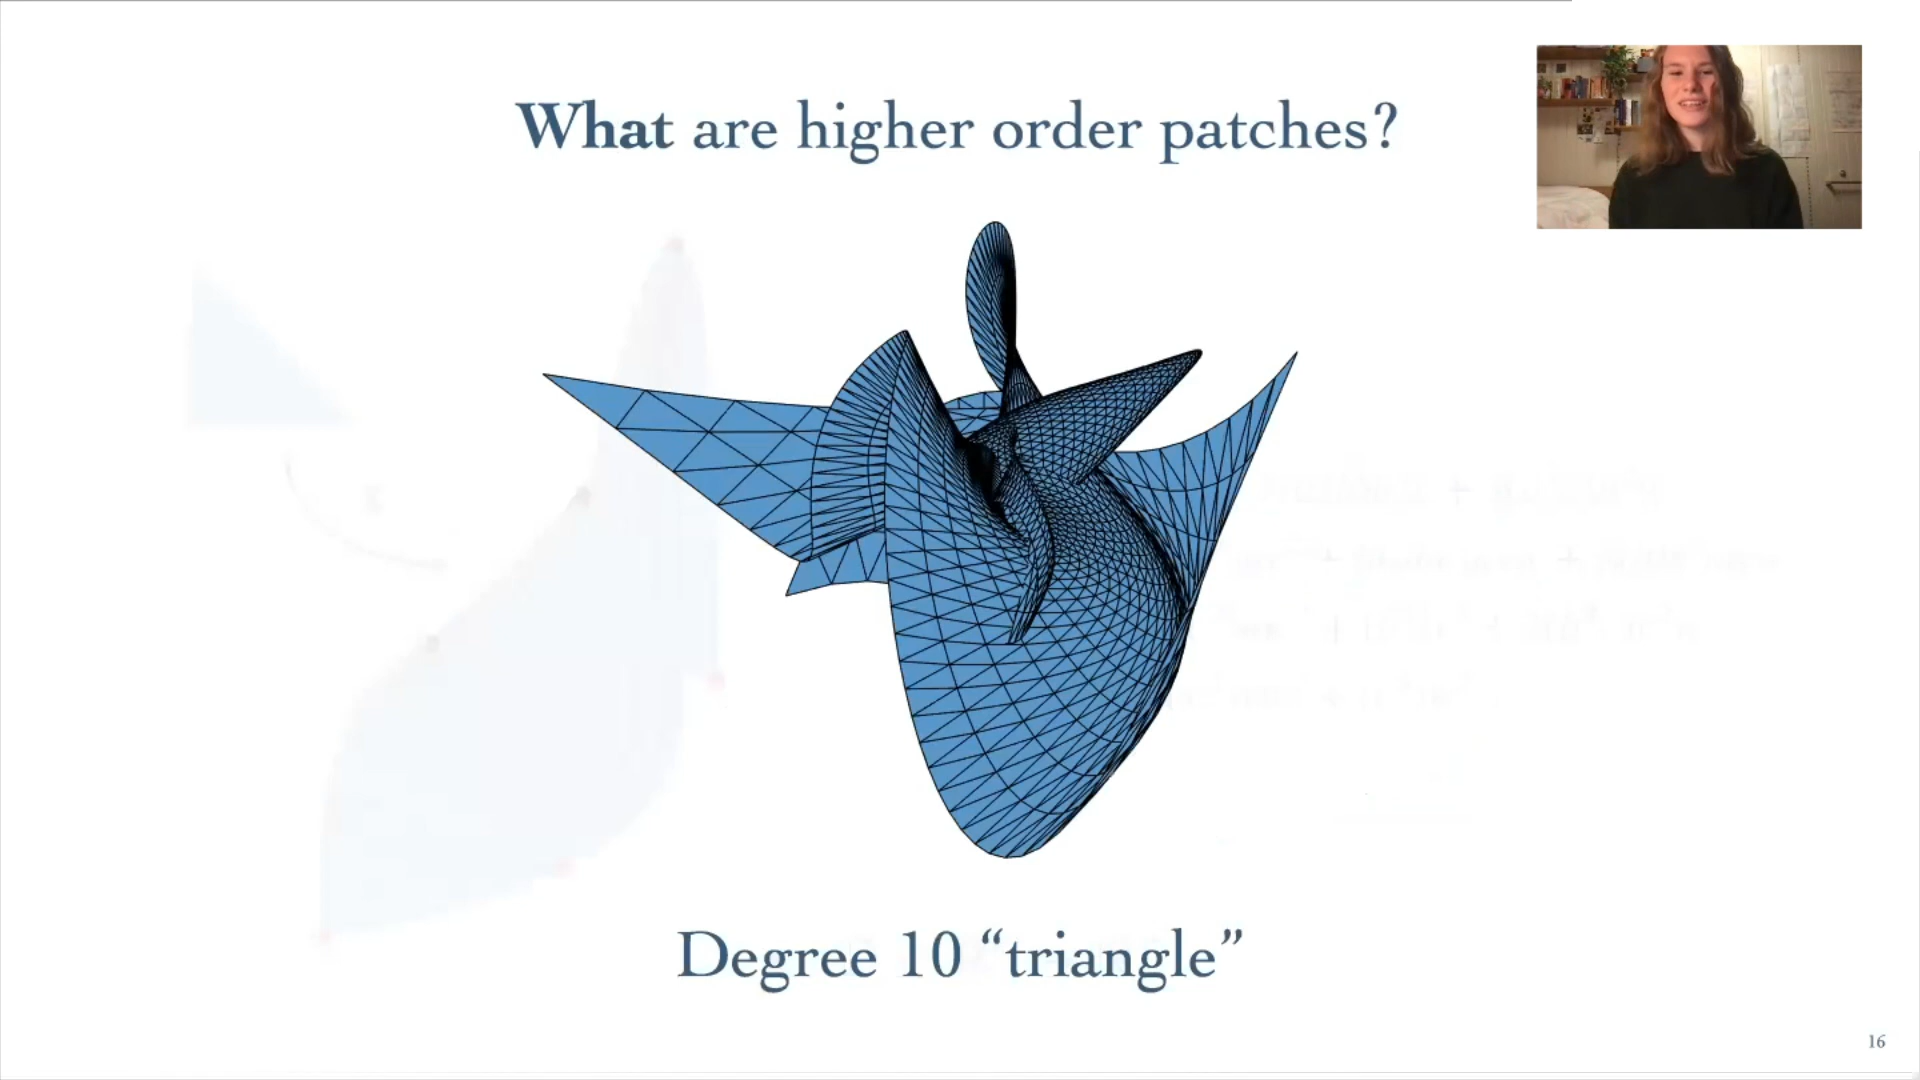 What are higher order patches?
Degree 10 “triangle”
16